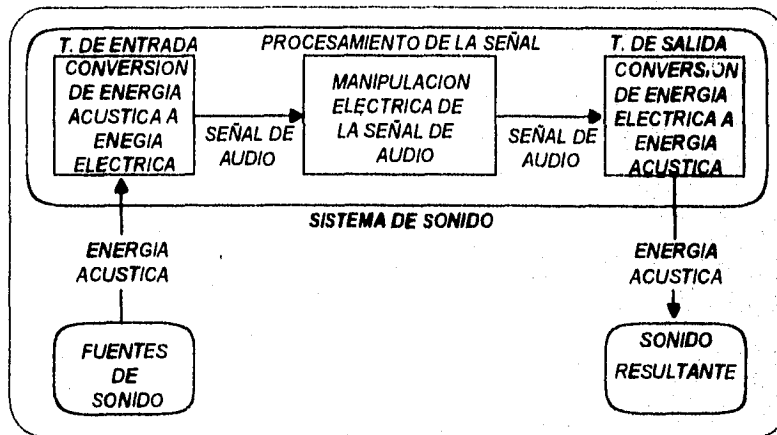 T. DE ENTRADA
CONVERSION
DE ENERGIA
ACUSTICA A
ENEGIA
ELECTRICA
SEÑAL DE
AUDIO
PROCESAMIENTO DE LA SEÑAL
MANIPULACION
ELECTRICA DE
LA SEÑAL DE
AUDIO
SEÑAL DE
AUDIO
T. DE SALIDA
CONVERSION
DE ENERGIA
ELECTRICA A
ENERGIA
ACUSTICA
SISTEMA DE SONIDO
ENERGIA
ACUSTICA
FUENTES
DE
SONIDO
ENERGIA
ACUSTICA
SONIDO
RESULTANTE